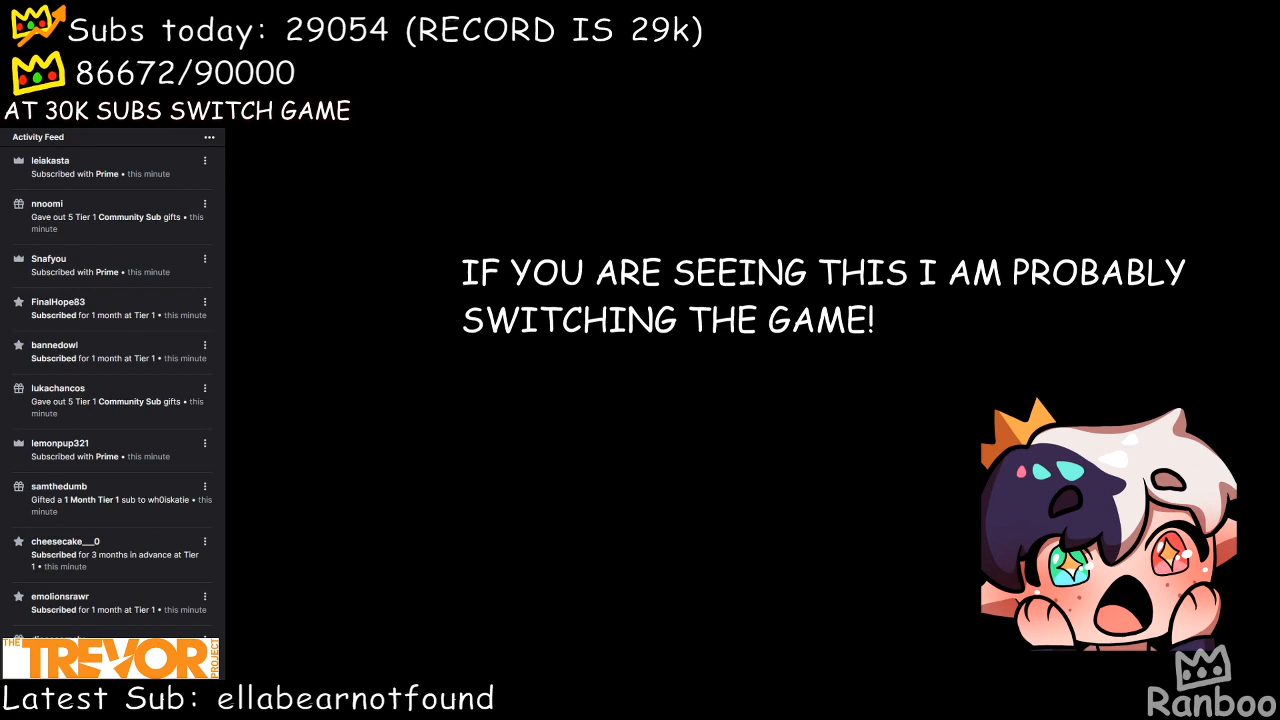 Subs today: 29054 (RECORD IS 29k)
86672/90000
AT 30K SUBS SWITCH GAME
Activity Feed
leiakasta
Subscribed with Prime • this minute
nnoomi
Gave out 5 Tier 1 Community Sub gifts • this
minute
Snafyou
Subscribed with Prime • this minute
FinalHope83
Subscribed for 1 month at Tier 1 • this minute
bannedowl
Subscribed for 1 month at Tier 1 • this minute
lukachancos
Gave out 5 Tier 1 Community Sub gifts • this
minute
lemonpup321
Subscribed with Prime • this minute
samthedumb
Gifted a 1 Month Tier 1 sub to wh0iskatie • this
minute
cheesecake__0
Subscribed for 3 months in advance at Tier
1 • this minute
emolionsrawr
Subscribed for 1 month at Tier 1 • this minute
THE TREVOR PROJECT
Latest Sub: ellabearnotfound
IF YOU ARE SEEING THIS I AM PROBABLY
SWITCHING THE GAME!
Ranboo